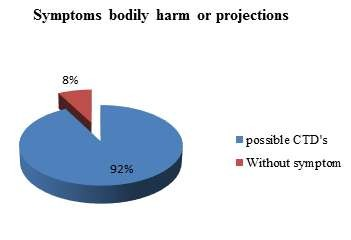 Symptoms bodily harm or projections
8%
92%
possible CTD's
Without symptom